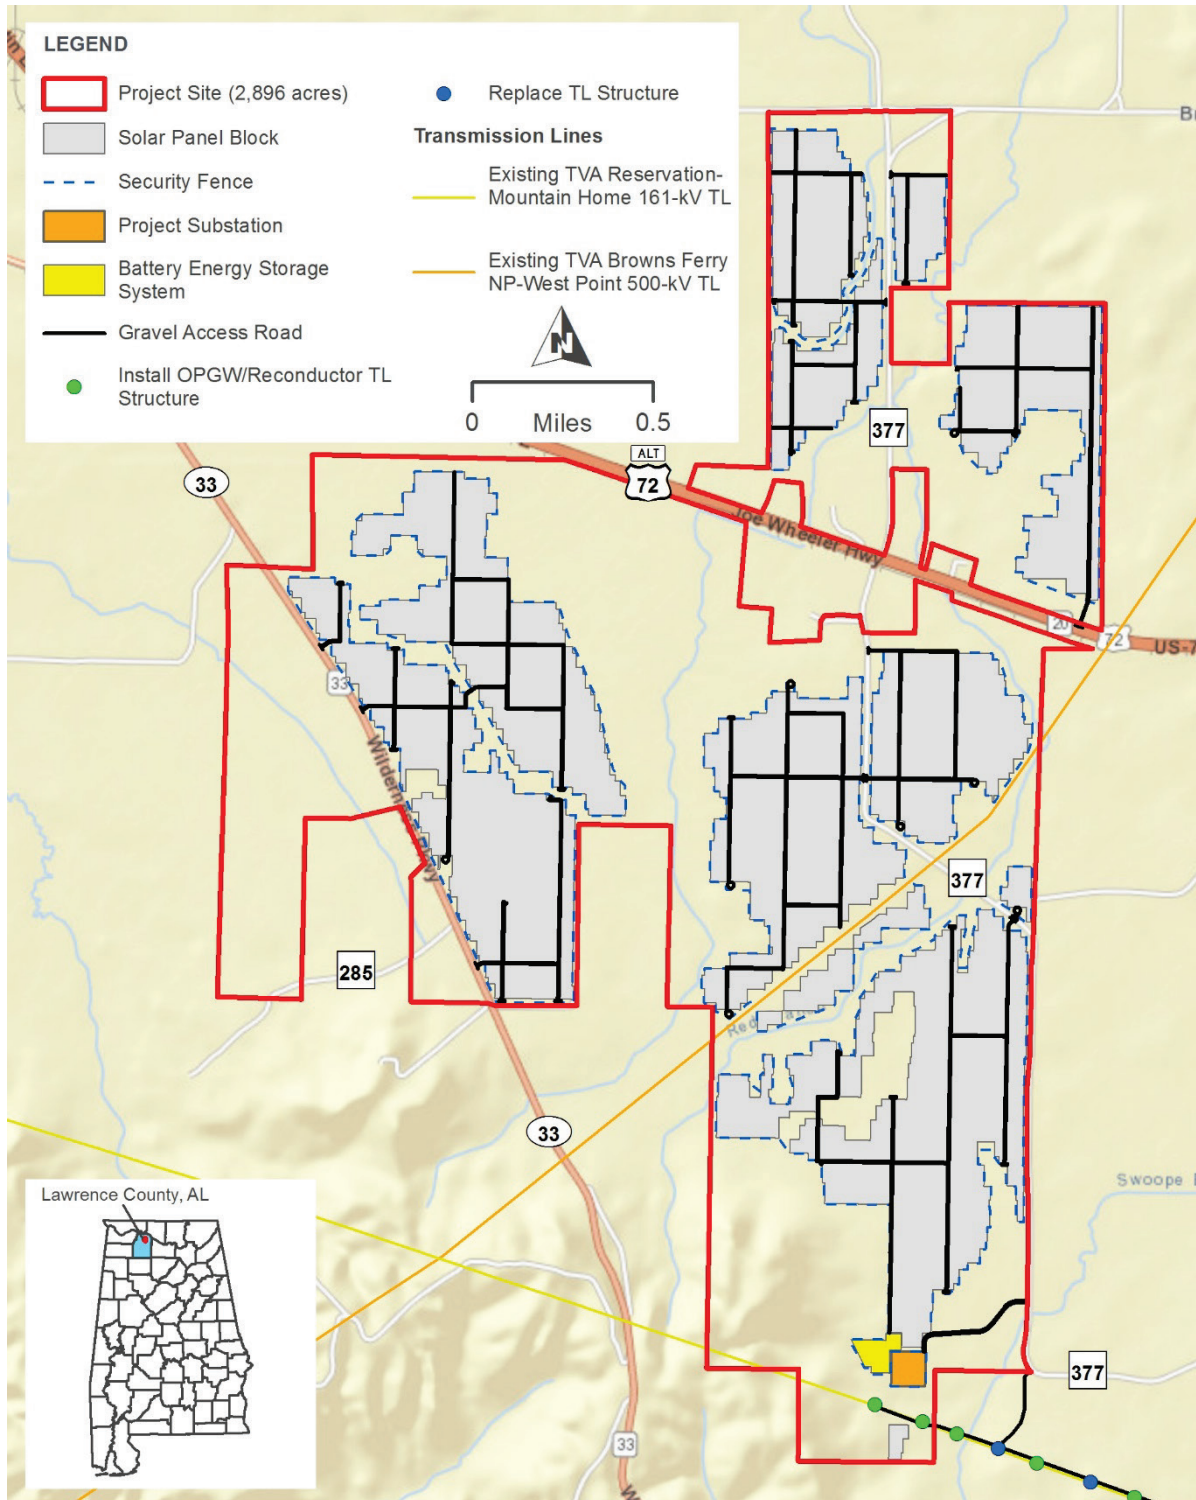 LEGEND
Project Site (2,896 acres)
Solar Panel Block
Security Fence
Project Substation
Battery Energy Storage
System
Gravel Access Road
Install OPGW/Reconductor TL
Structure
Replace TL Structure
Transmission Lines
Existing TVA Reservation-
Mountain Home 161-kV TL
Existing TVA Browns Ferry
NP-West Point 500-kV TL
N
0 Miles 0.5
377
33
ALT
72
Joe Wheeler Hwy
20
72
US-7
33
Wilderness Pkwy
377
285
33
Swoope
Lawrence County, AL
377
33